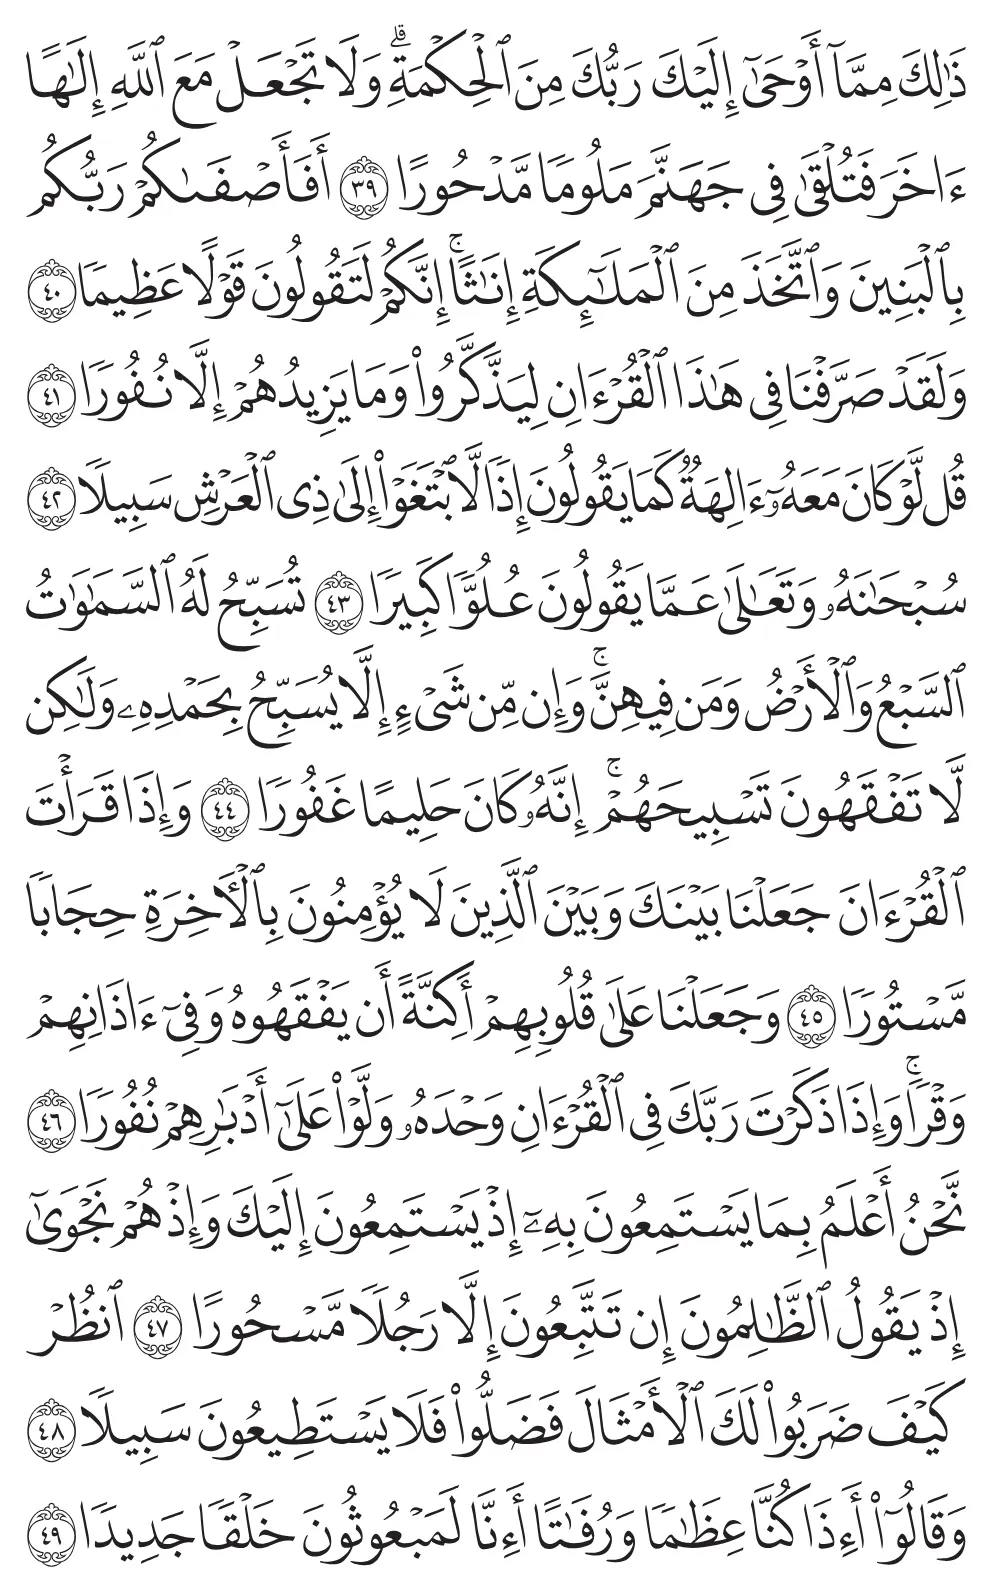 ذَٰلِكَ مِمَّآ أَوۡحَىٰٓ إِلَيۡكَ رَبُّكَ مِنَ ٱلۡحِكۡمَةِۗ وَلَا تَجۡعَلۡ مَعَ ٱللَّهِ إِلَٰهًا
ءَاخَرَ فَتُلۡقَىٰ فِي جَهَنَّمَ مَلُومٗا مَّدۡحُورًا ٣٩ أَفَأَصۡفَىٰكُمۡ رَبُّكُم
بِٱلۡبَنِينَ وَٱتَّخَذَ مِنَ ٱلۡمَلَٰٓئِكَةِ إِنَٰثًاۚ إِنَّكُمۡ لَتَقُولُونَ قَوۡلًا عَظِيمٗا ٤٠
وَلَقَدۡ صَرَّفۡنَا فِي هَٰذَا ٱلۡقُرۡءَانِ لِيَذَّكَّرُواْ وَمَا يَزِيدُهُمۡ إِلَّا نُفُورٗا ٤١
قُل لَّوۡ كَانَ مَعَهُۥٓ ءَالِهَةٞ كَمَا يَقُولُونَ إِذٗا لَّٱبۡتَغَوۡاْ إِلَىٰ ذِي ٱلۡعَرۡشِ سَبِيلٗا ٤٢
سُبۡحَٰنَهُۥ وَتَعَٰلَىٰ عَمَّا يَقُولُونَ عُلُوّٗا كَبِيرٗا ٤٣ تُسَبِّحُ لَهُ ٱلسَّمَٰوَٰتُ
ٱلسَّبۡعُ وَٱلۡأَرۡضُ وَمَن فِيهِنَّۚ وَإِن مِّن شَيۡءٍ إِلَّا يُسَبِّحُ بِحَمۡدِهِۦ وَلَٰكِن
لَّا تَفۡقَهُونَ تَسۡبِيحَهُمۡۚ إِنَّهُۥ كَانَ حَلِيمًا غَفُورٗا ٤٤ وَإِذَا قَرَأۡتَ
ٱلۡقُرۡءَانَ جَعَلۡنَا بَيۡنَكَ وَبَيۡنَ ٱلَّذِينَ لَا يُؤۡمِنُونَ بِٱلۡأٓخِرَةِ حِجَابٗا
مَّسۡتُورٗا ٤٥ وَجَعَلۡنَا عَلَىٰ قُلُوبِهِمۡ أَكِنَّةً أَن يَفۡقَهُوهُ وَفِيٓ ءَاذَانِهِمۡ
وَقۡرٗاۚ وَإِذَا ذَكَرۡتَ رَبَّكَ فِي ٱلۡقُرۡءَانِ وَحۡدَهُۥ وَلَّوۡاْ عَلَىٰٓ أَدۡبَٰرِهِمۡ نُفُورٗا ٤٦
نَّحۡنُ أَعۡلَمُ بِمَا يَسۡتَمِعُونَ بِهِۦٓ إِذۡ يَسۡتَمِعُونَ إِلَيۡكَ وَإِذۡ هُمۡ نَجۡوَىٰٓ
إِذۡ يَقُولُ ٱلظَّٰلِمُونَ إِن تَتَّبِعُونَ إِلَّا رَجُلٗا مَّسۡحُورًا ٤٧ ٱنظُرۡ
كَيۡفَ ضَرَبُواْ لَكَ ٱلۡأَمۡثَالَ فَضَلُّواْ فَلَا يَسۡتَطِيعُونَ سَبِيلٗا ٤٨
وَقَالُوٓاْ أَءِذَا كُنَّا عِظَٰمٗا وَرُفَٰتًا أَءِنَّا لَمَبۡعُوثُونَ خَلۡقٗا جَدِيدٗا ٤٩